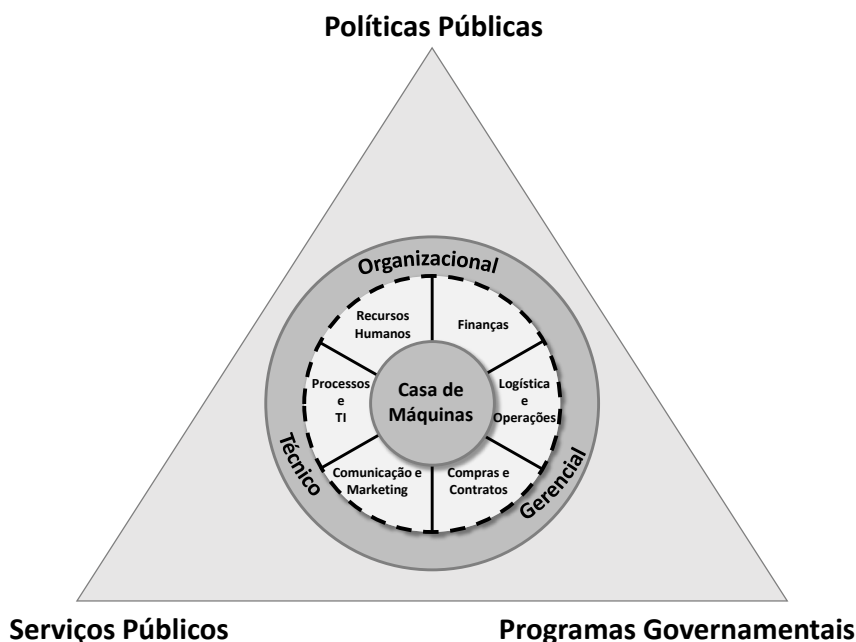 Políticas Públicas
Organizacional
Recursos
Humanos
Finanças
Processos
e
TI
Casa de
Máquinas
Logística
e
Operações
Técnico
Comunicação e
Marketing
Compras e
Contratos
Gerencial
Serviços Públicos
Programas Governamentais